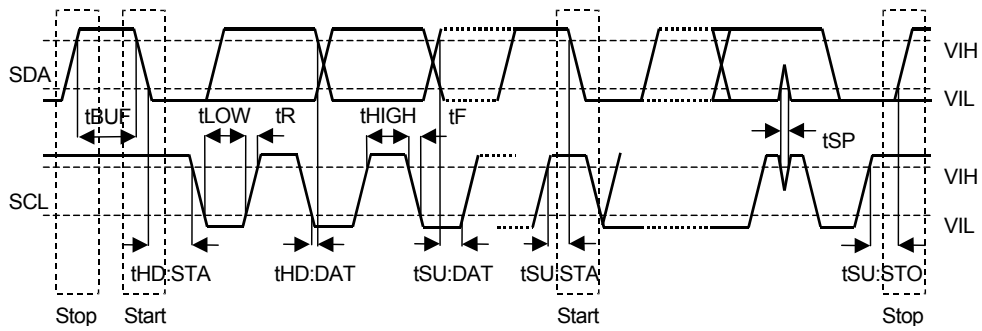 VIH
SDA
VIL
tBUF tLOW tR tHIGH tF
tSP
VIH
SCL
VIL
tHD:STA tHD:DAT tSU:DAT tSU:STA tSU:STO
Stop Start Start Stop